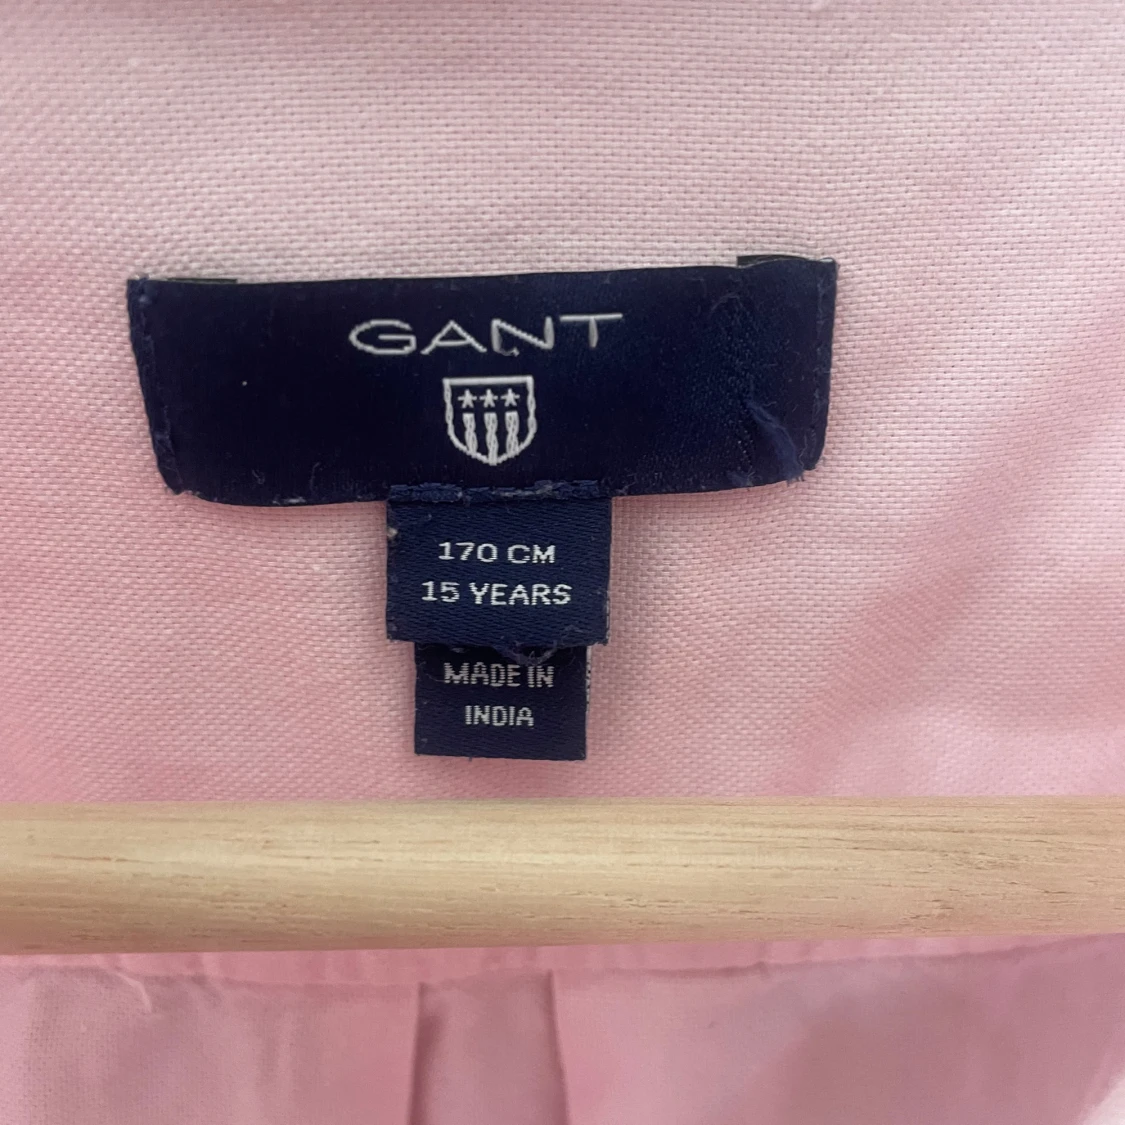 GANT
170 CM
15 YEARS
MADE IN
INDIA